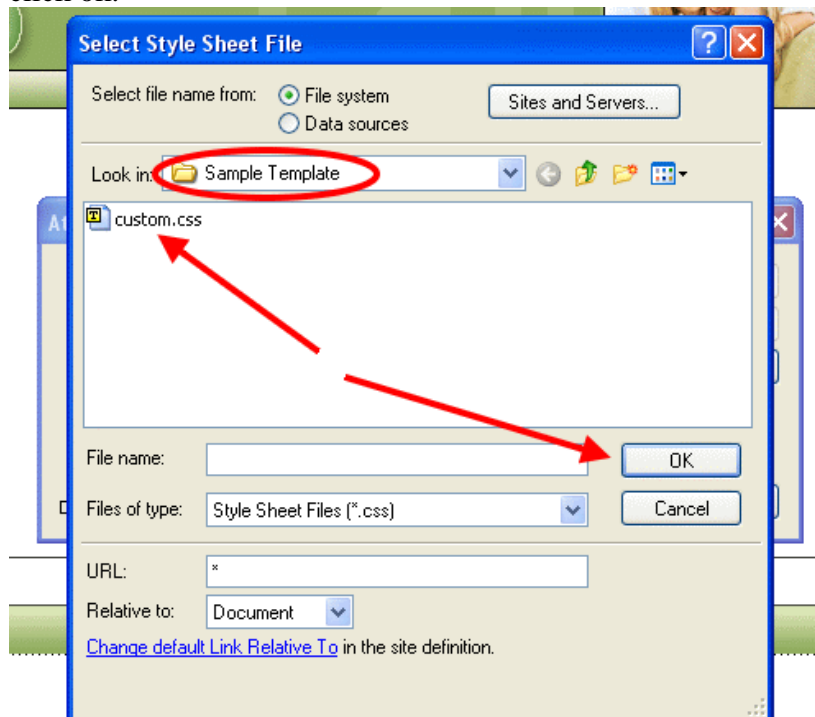 Select Style Sheet File
Select file name from: File system
Sites and Servers...
Data sources
Look in: Sample Template
custom.css
File name:
OK
Files of type: Style Sheet Files (*.css)
Cancel
URL: *
Relative to: Document
Change default Link Relative To in the site definition.